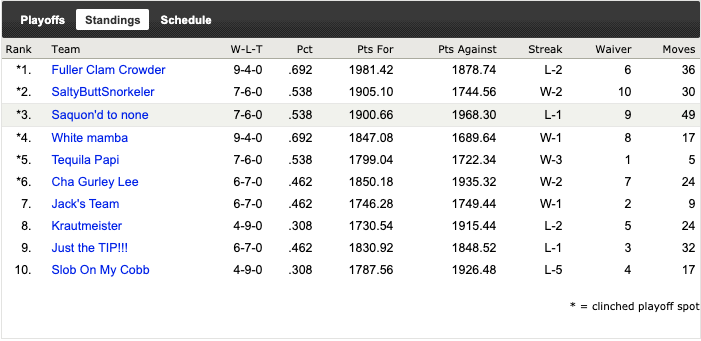 Playoffs Standings Schedule
Rank Team W-L-T Pct Pts For Pts Against Streak Waiver Moves
*1. Fuller Clam Crowder 9-4-0 .692 1981.42 1878.74 L-2 6 36
*2. SaltyButtSnorkeler 7-6-0 .538 1905.10 1744.56 W-2 10 30
*3. Saquon'd to none 7-6-0 .538 1900.66 1968.30 L-1 9 49
*4. White mamba 9-4-0 .692 1847.08 1689.64 W-1 8 17
*5. Tequila Papi 7-6-0 .538 1799.04 1722.34 W-3 1 5
*6. Cha Gurley Lee 6-7-0 .462 1850.18 1935.32 W-2 7 24
7. Jack's Team 6-7-0 .462 1746.28 1749.44 W-1 2 9
8. Krautmeister 4-9-0 .308 1730.54 1915.44 L-2 5 24
9. Just the TIP!!! 6-7-0 .462 1830.92 1848.52 L-1 3 32
10. Slob On My Cobb 4-9-0 .308 1787.56 1926.48 L-5 4 17
* = clinched playoff spot